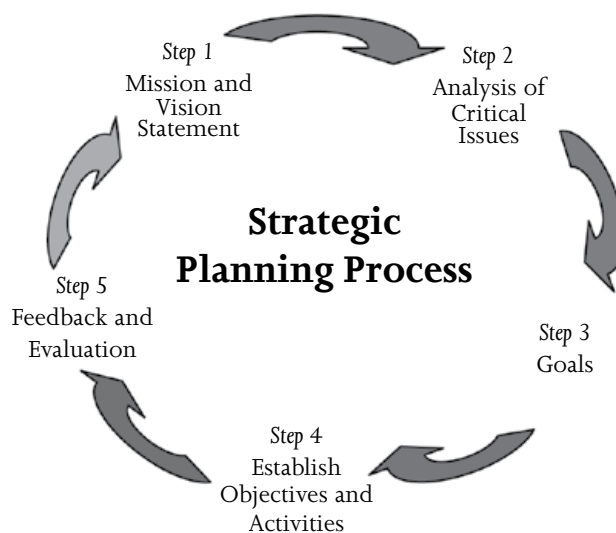 Step 1
Mission and
Vision
Statement
Step 2
Analysis of
Critical
Issues
Strategic
Planning Process
Step 3
Goals
Step 4
Establish
Objectives and
Activities
Step 5
Feedback and
Evaluation